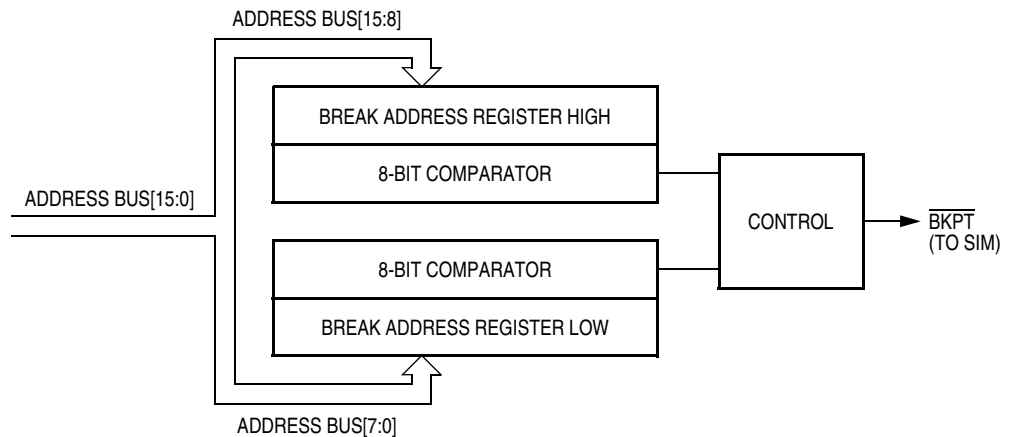 ADDRESS BUS[15:8]
BREAK ADDRESS REGISTER HIGH
8-BIT COMPARATOR
ADDRESS BUS[15:0]
CONTROL
BKPT
(TO SIM)
8-BIT COMPARATOR
BREAK ADDRESS REGISTER LOW
ADDRESS BUS[7:0]